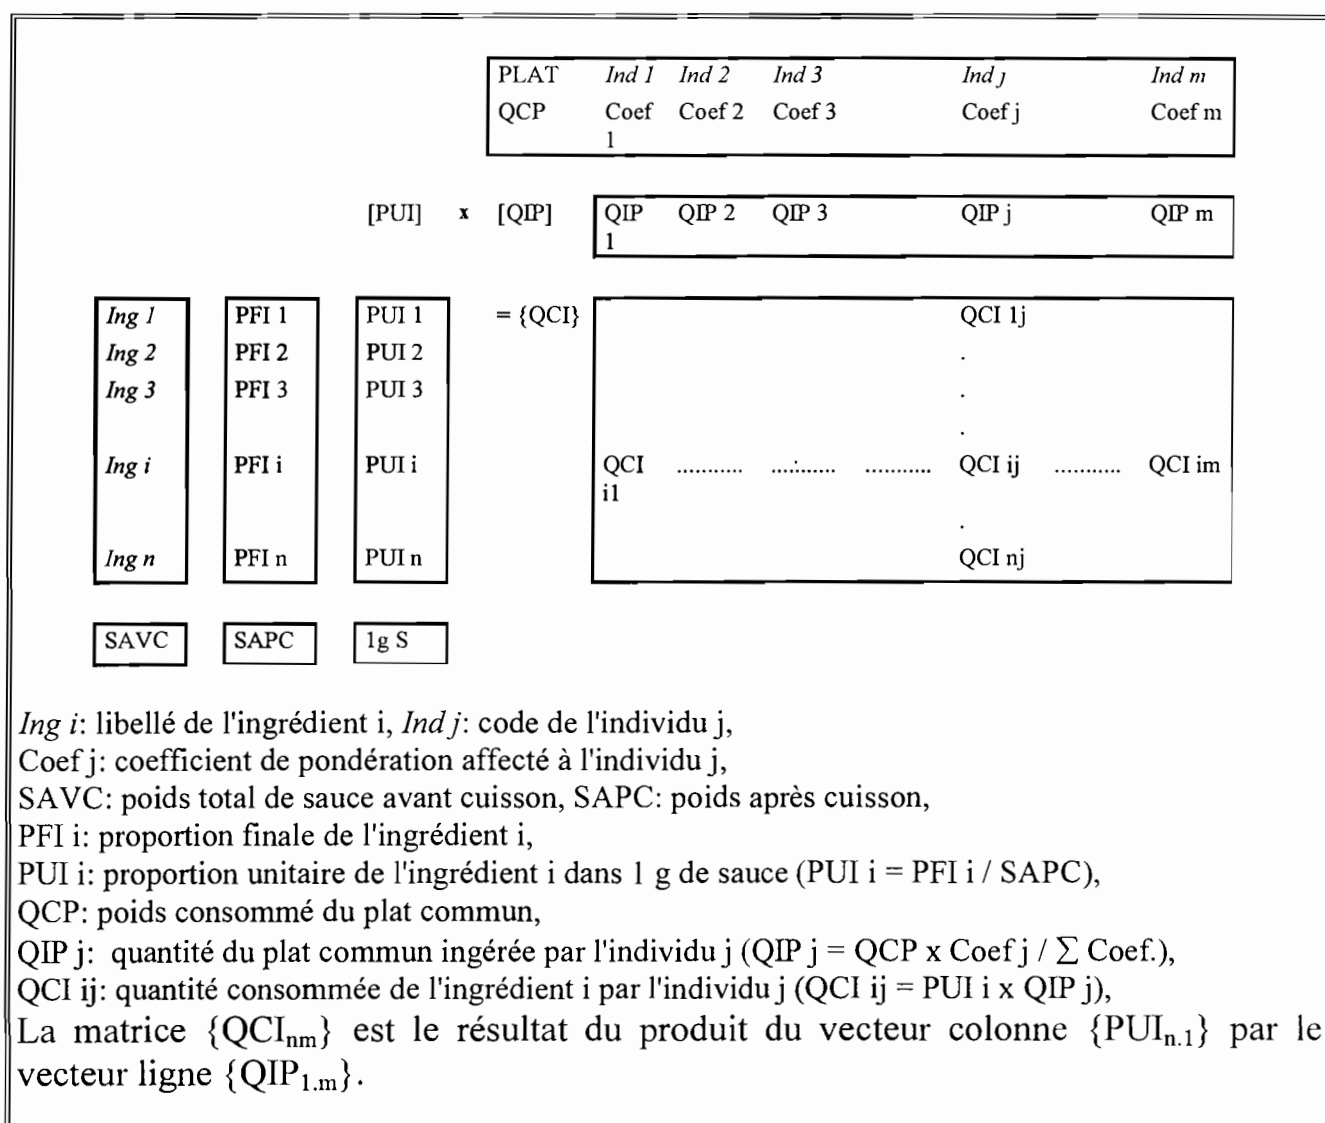 PLAT Ind 1 Ind 2 Ind 3 Ind j Ind m
QCP Coef Coef 2 Coef 3 Coef j Coef m
1
[PUI] x [QIP] QIP QIP 2 QIP 3 QIP j QIP m
1
Ing 1 PFI 1 PUI 1 = {QCI} QCI 1j
Ing 2 PFI 2 PUI 2 .
Ing 3 PFI 3 PUI 3 .
.
Ing i PFI i PUI i QCI ........... ....:...... ........... QCI ij ........... QCI im
i1
.
Ing n PFI n PUI n QCI nj
SAVC SAPC 1g S
Ing i: libellé de l'ingrédient i, Ind j: code de l'individu j,
Coef j: coefficient de pondération affecté à l'individu j,
SAVC: poids total de sauce avant cuisson, SAPC: poids après cuisson,
PFI i: proportion finale de l'ingrédient i,
PUI i: proportion unitaire de l'ingrédient i dans 1 g de sauce (PUI i = PFI i / SAPC),
QCP: poids consommé du plat commun,
QIP j: quantité du plat commun ingérée par l'individu j (QIP j = QCP x Coef j / ∑ Coef.),
QCI ij: quantité consommée de l'ingrédient i par l'individu j (QCI ij = PUI i x QIP j),
La matrice {QCInm} est le résultat du produit du vecteur colonne {PUIn.1} par le
vecteur ligne {QIP1.m}.